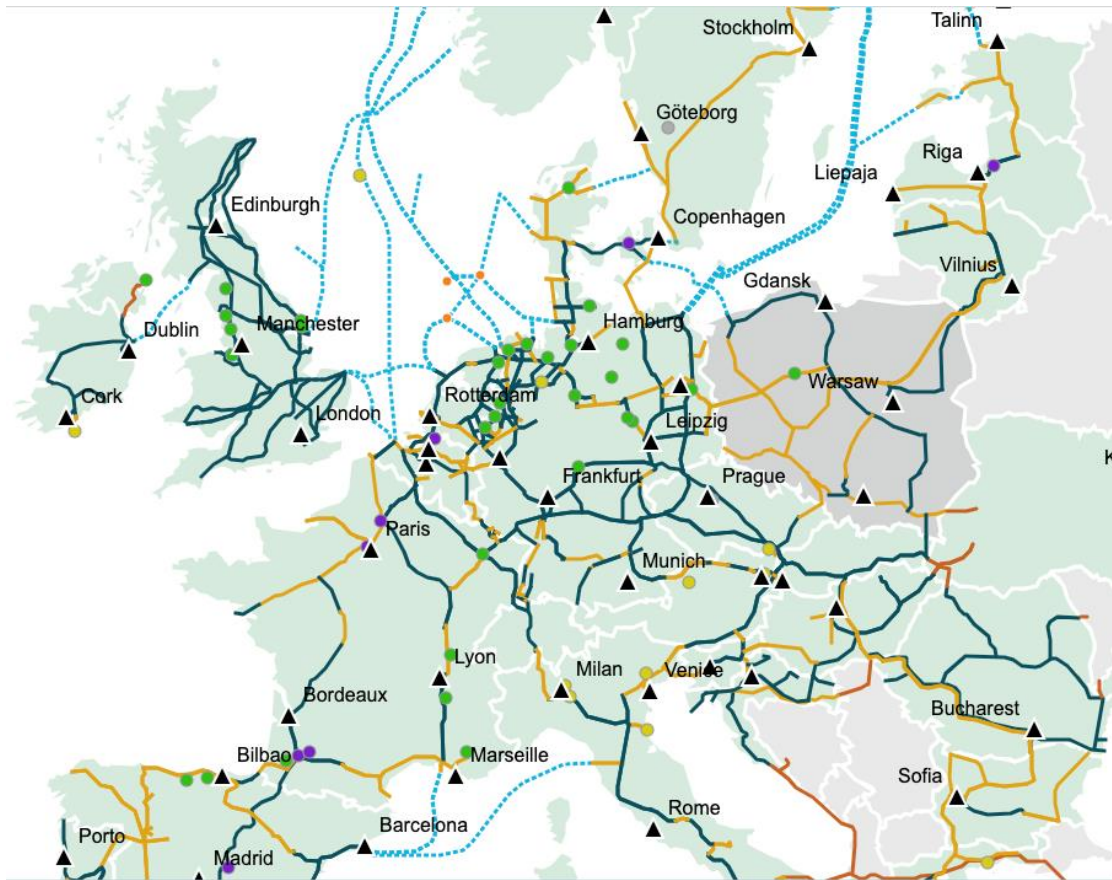 Stockholm
Talinn
Göteborg
Riga
Liepaja
Edinburgh
Copenhagen
Vilnius
Gdansk
Dublin
Manchester
Hamburg
Cork
Rotterdam
Warsaw
London
Leipzig
K
Frankfurt
Prague
Paris
Munich
Lyon
Milan
Venice
Bordeaux
Bucharest
Bilbao
Marseille
Sofia
Rome
Porto
Barcelona
Madrid